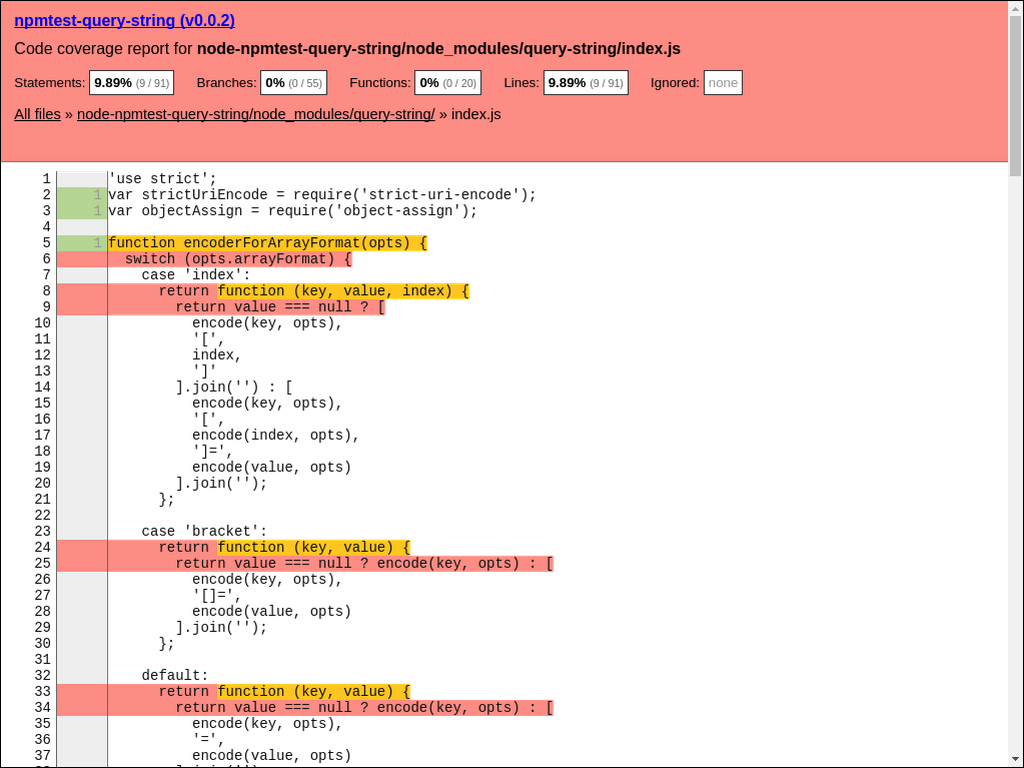 npmtest-query-string (v0.0.2)
Code coverage report for node-npmtest-query-string/node_modules/query-string/index.js
Statements: 9.89% (9 / 91) Branches: 0% (0 / 55) Functions: 0% (0 / 20) Lines: 9.89% (9 / 91) Ignored: none
All files » node-npmtest-query-string/node_modules/query-string/ » index.js
1 'use strict';
2 1 var strictUriEncode = require('strict-uri-encode');
3 1 var objectAssign = require('object-assign');
4
5 1 function encoderForArrayFormat(opts) {
6 switch (opts.arrayFormat) {
7 case 'index':
8 return function (key, value, index) {
9 return value === null ? [
10 encode(key, opts),
11 '[',
12 index,
13 ']'
14 ].join('') : [
15 encode(key, opts),
16 '[',
17 encode(index, opts),
18 ']=',
19 encode(value, opts)
20 ].join('');
21 };
22
23 case 'bracket':
24 return function (key, value) {
25 return value === null ? encode(key, opts) : [
26 encode(key, opts),
27 '[]=',
28 encode(value, opts)
29 ].join('');
30 };
31
32 default:
33 return function (key, value) {
34 return value === null ? encode(key, opts) : [
35 encode(key, opts),
36 '=',
37 encode(value, opts)